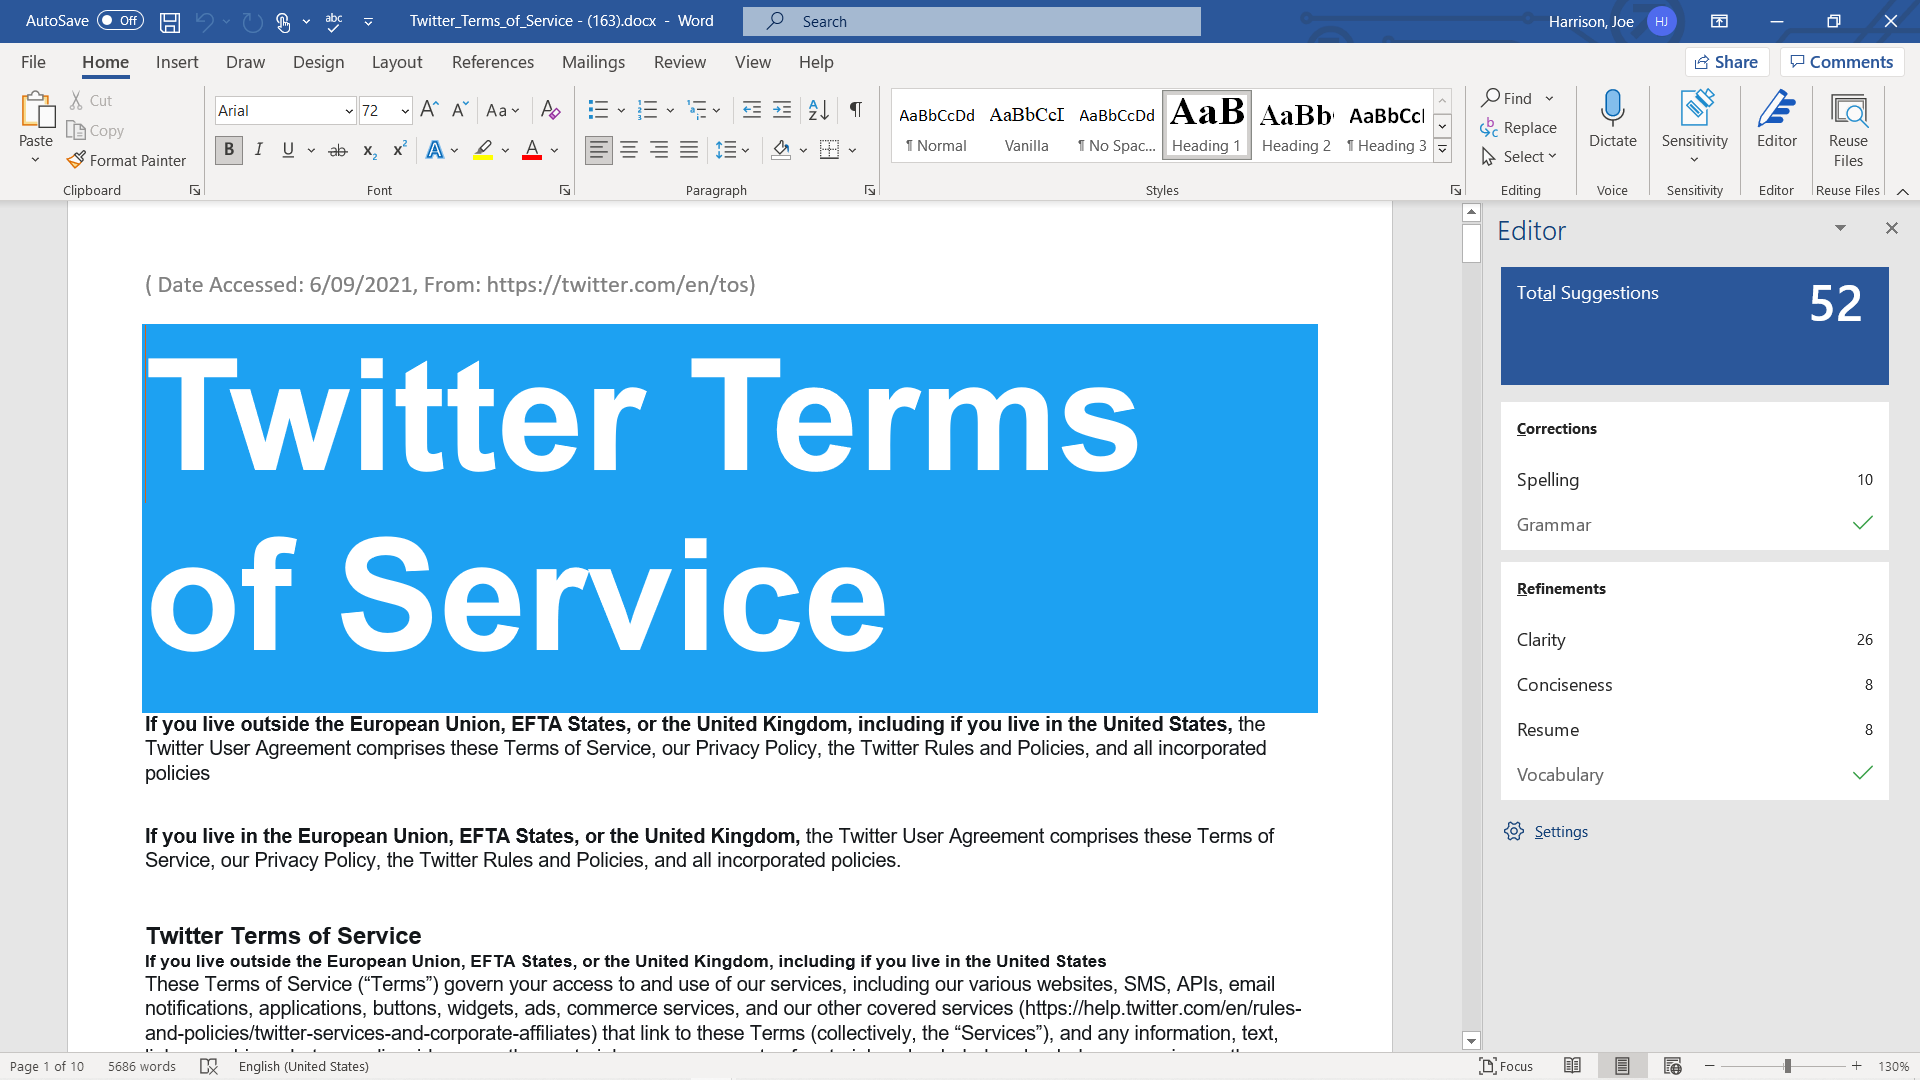 AutoSave Off abc Twitter_Terms_of_Service - (163).docx - Word Search Harrison, Joe HJ
File Home Insert Draw Design Layout References Mailings Review View Help Share Comments
Paste Cut Copy Format Painter Clipboard
Arial 72 Aa B I U ab x₂ x² A A Font
Paragraph
AaBbCcDd AaBbCcI AaBbCcDd AaB AaBb AaBbCc
¶ Normal Vanilla ¶ No Spac... Heading 1 Heading 2 ¶ Heading 3
Styles
Find
Replace
Select
Editing
Dictate
Voice
Sensitivity
Sensitivity
Editor
Editor
Reuse
Files
Reuse Files
( Date Accessed: 6/09/2021, From: https://twitter.com/en/tos)
Twitter Terms
of Service
If you live outside the European Union, EFTA States, or the United Kingdom, including if you live in the United States, the
Twitter User Agreement comprises these Terms of Service, our Privacy Policy, the Twitter Rules and Policies, and all incorporated
policies
If you live in the European Union, EFTA States, or the United Kingdom, the Twitter User Agreement comprises these Terms of
Service, our Privacy Policy, the Twitter Rules and Policies, and all incorporated policies.
Twitter Terms of Service
If you live outside the European Union, EFTA States, or the United Kingdom, including if you live in the United States
These Terms of Service (“Terms”) govern your access to and use of our services, including our various websites, SMS, APIs, email
notifications, applications, buttons, widgets, ads, commerce services, and our other covered services (https://help.twitter.com/en/rules-
and-policies/twitter-services-and-corporate-affiliates) that link to these Terms (collectively, the “Services”), and any information, text,
Editor
Total Suggestions 52
Corrections
Spelling 10
Grammar
Refinements
Clarity 26
Conciseness 8
Resume 8
Vocabulary
Settings
Page 1 of 10 5686 words English (United States) Focus 130%